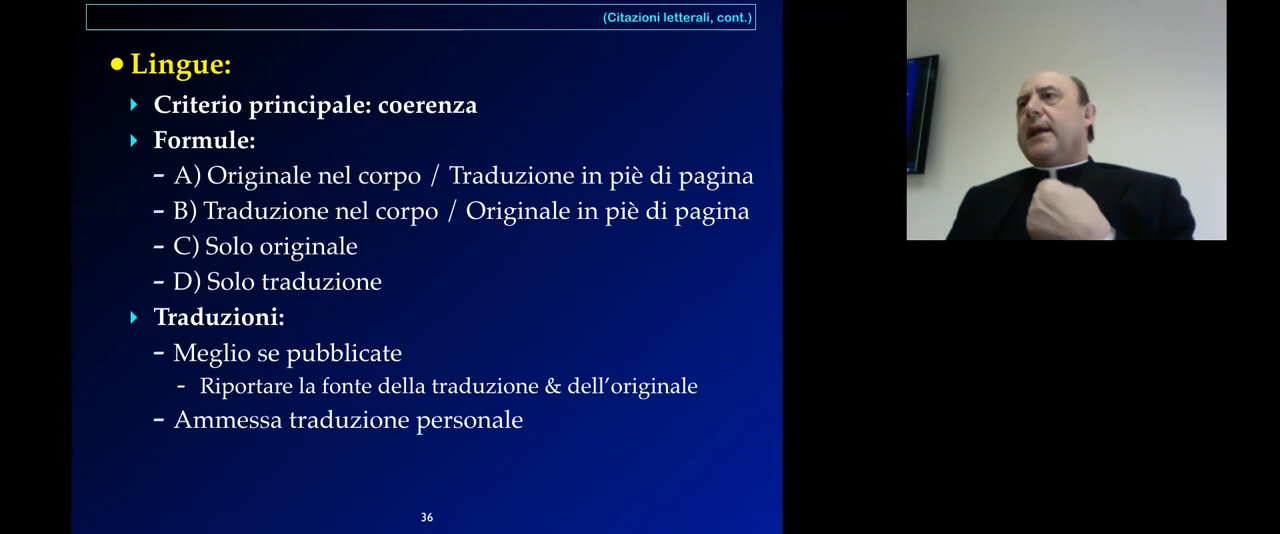 (Citazioni letterali, cont.)
Lingue:
Criterio principale: coerenza
Formule:
- A) Originale nel corpo / Traduzione in piè di pagina
- B) Traduzione nel corpo / Originale in piè di pagina
- C) Solo originale
- D) Solo traduzione
Traduzioni:
- Meglio se pubblicate
- Riportare la fonte della traduzione & dell'originale
- Ammessa traduzione personale
36